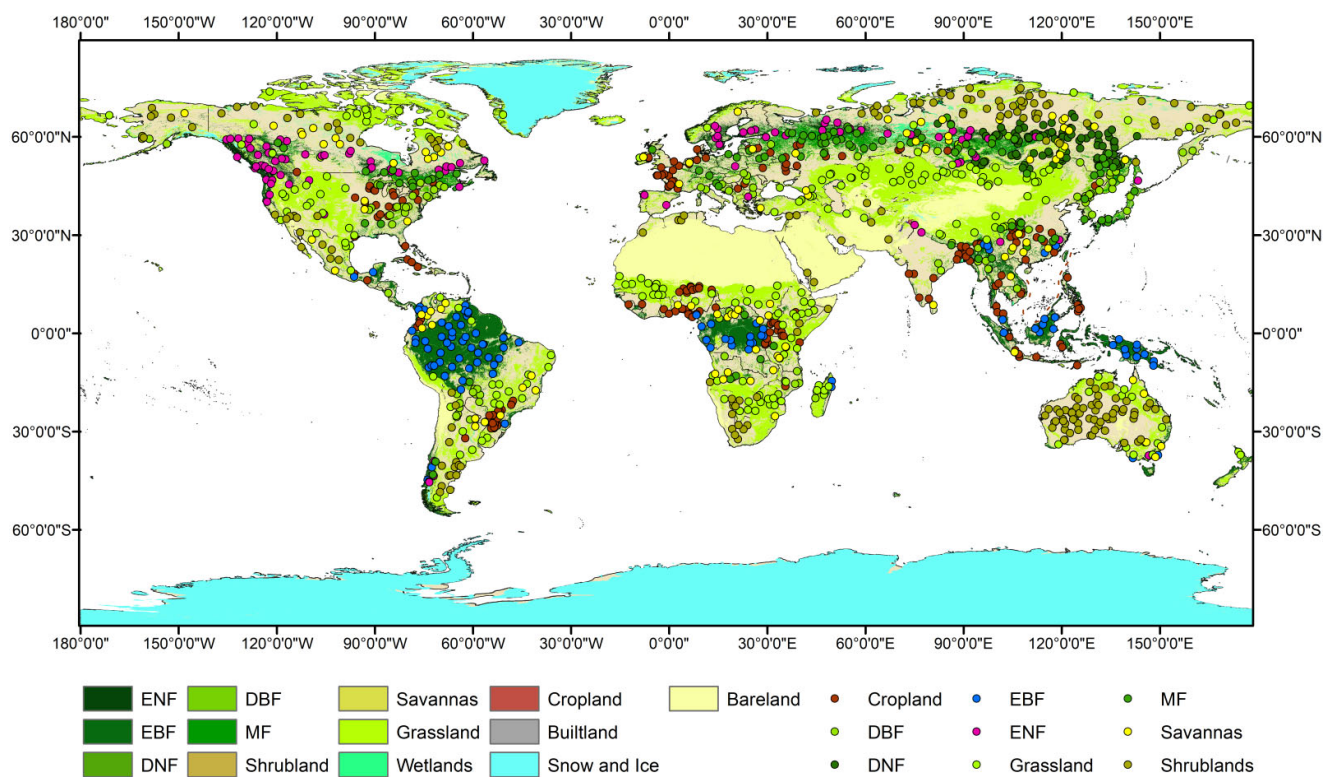 180°0'0" 150°0'0"W 120°0'0"W 90°0'0"W 60°0'0"W 30°0'0"W 0°0'0" 30°0'0"E 60°0'0"E 90°0'0"E 120°0'0"E 150°0'0"E
60°0'0"N 60°0'0"N
30°0'0"N 30°0'0"N
0°0'0" 0°0'0"
30°0'0"S 30°0'0"S
60°0'0"S 60°0'0"S
180°0'0" 150°0'0"W 120°0'0"W 90°0'0"W 60°0'0"W 30°0'0"W 0°0'0" 30°0'0"E 60°0'0"E 90°0'0"E 120°0'0"E 150°0'0"E
ENF DBF Savannas Cropland Bareland Cropland EBF MF
EBF MF Grassland Builtland DBF ENF Savannas
DNF Shrubland Wetlands Snow and Ice DNF Grassland Shrublands